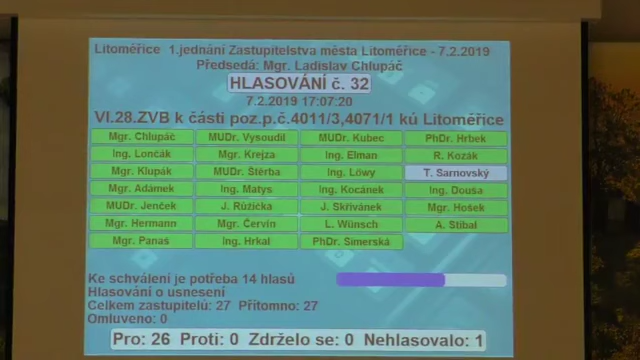 Litoměřice 1.jednání Zastupitelstva města Litoměřice - 7.2.2019
Předsedá: Mgr. Ladislav Chlupáč
HLASOVÁNÍ č. 32
7.2.2019 17:07:20
VI.28.ZVB k části poz.p.č.4011/3,4071/1 kú Litoměřice
Mgr. Chlupáč MUDr. Vysoudil MUDr. Kubec PhDr. Hrbek
Ing. Lončák Mgr. Krejza Ing. Elman R. Kozák
Mgr. Klupák MUDr. Štěrba Ing. Löwy T. Sarnovský
Mgr. Adámek Ing. Matys Ing. Kocánek Ing. Douša
MUDr. Jenček J. Růžička J. Skřivánek Mgr. Hošek
Mgr. Hermann Mgr. Červín L. Wünsch A. Štíbal
Mgr. Panaš Ing. Hrkal PhDr. Šimerská
Ke schválení je potřeba 14 hlasů
Hlasování o usnesení
Celkem zastupitelů: 27 Přítomno: 27
Omluveno: 0
Pro: 26 Proti: 0 Zdrželo se: 0 Nehlasovalo: 1